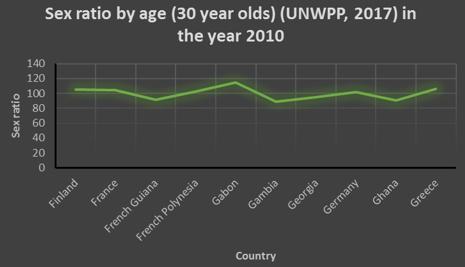 Sex ratio by age (30 year olds) (UNWPP, 2017) in
the year 2010
140
120
100
80
60
40
20
0
Sex ratio
Finland
France
French Guiana
French Polynesia
Gabon
Gambia
Georgia
Germany
Ghana
Greece
Country